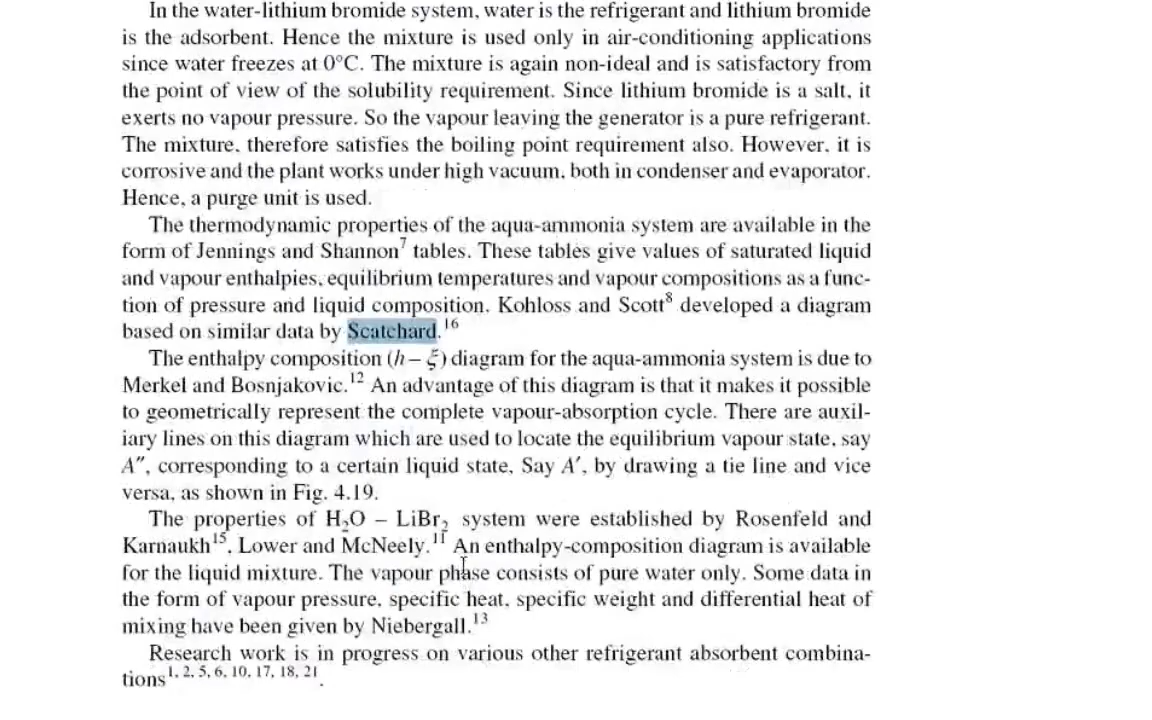 In the water-lithium bromide system, water is the refrigerant and lithium bromide
is the adsorbent. Hence the mixture is used only in air-conditioning applications
since water freezes at 0°C. The mixture is again non-ideal and is satisfactory from
the point of view of the solubility requirement. Since lithium bromide is a salt, it
exerts no vapour pressure. So the vapour leaving the generator is a pure refrigerant.
The mixture, therefore satisfies the boiling point requirement also. However, it is
corrosive and the plant works under high vacuum, both in condenser and evaporator.
Hence, a purge unit is used.
The thermodynamic properties of the aqua-ammonia system are available in the
form of Jennings and Shannon⁷ tables. These tables give values of saturated liquid
and vapour enthalpies, equilibrium temperatures and vapour compositions as a func-
tion of pressure and liquid composition. Kohloss and Scott⁸ developed a diagram
based on similar data by Scatchard.¹⁶
The enthalpy composition (h – ξ) diagram for the aqua-ammonia system is due to
Merkel and Bosnjakovic.¹² An advantage of this diagram is that it makes it possible
to geometrically represent the complete vapour-absorption cycle. There are auxil-
iary lines on this diagram which are used to locate the equilibrium vapour state, say
A″, corresponding to a certain liquid state, Say A′, by drawing a tie line and vice
versa, as shown in Fig. 4.19.
The properties of H₂O – LiBr₂ system were established by Rosenfeld and
Karnaukh¹⁵, Lower and McNeely.¹¹ An enthalpy-composition diagram is available
for the liquid mixture. The vapour phase consists of pure water only. Some data in
the form of vapour pressure, specific heat, specific weight and differential heat of
mixing have been given by Niebergall.¹³
Research work is in progress on various other refrigerant absorbent combina-
tions¹, ², ⁵, ⁶, ¹⁰, ¹⁷, ¹⁸, ²¹.